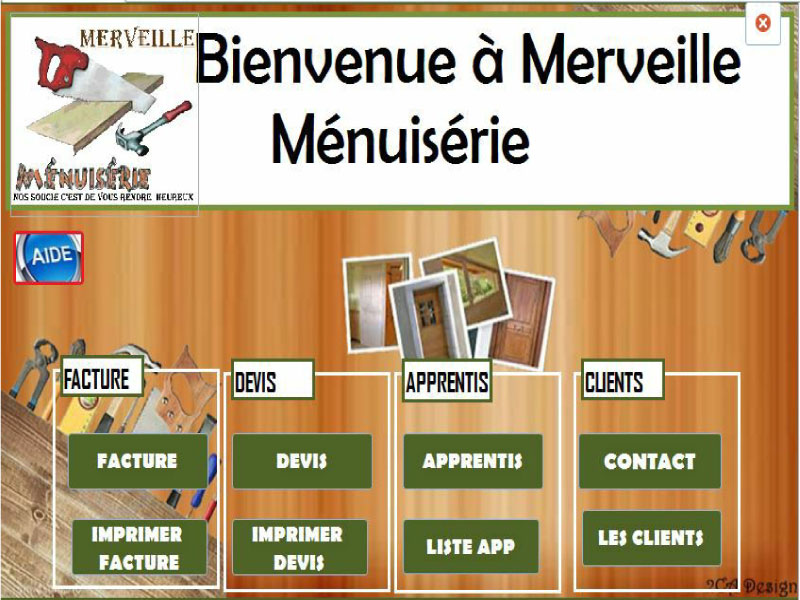 MERVEILLE
MÉNUISÉRIE
NOS SOUCIE C'EST DE VOUS RENDRE HEUREUX
Bienvenue à Merveille
Ménuisérie
AIDE
FACTURE
FACTURE
IMPRIMER
FACTURE
DEVIS
DEVIS
IMPRIMER
DEVIS
APPRENTIS
APPRENTIS
LISTE APP
CLIENTS
CONTACT
LES CLIENTS
2CA Design